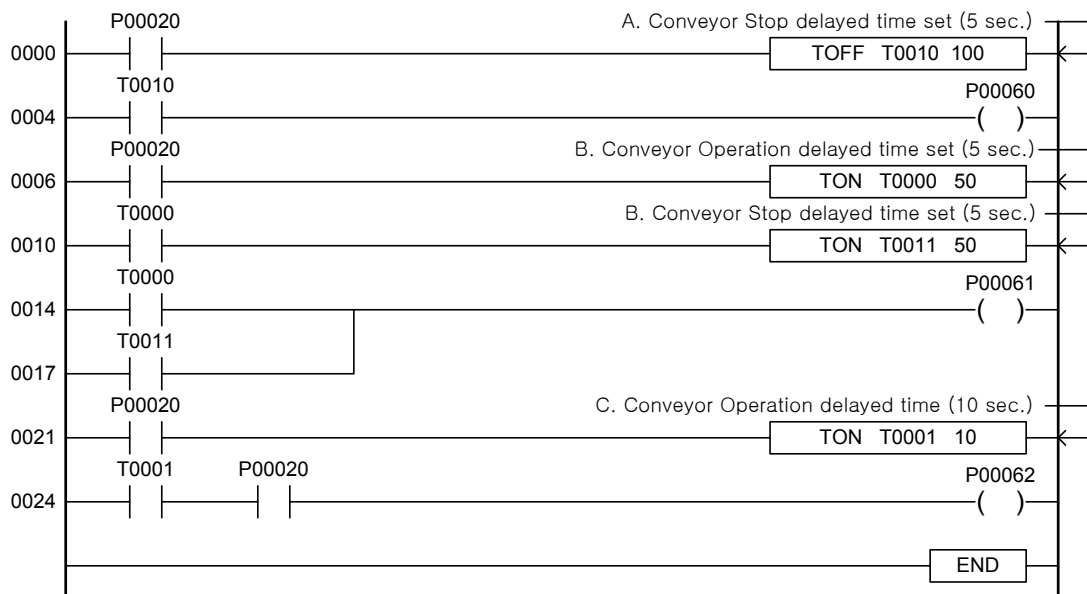 P00020
A. Conveyor Stop delayed time set (5 sec.)
0000
TOFF T0010 100
T0010
P00060
0004
( )
P00020
B. Conveyor Operation delayed time set (5 sec.)
0006
TON T0000 50
T0000
B. Conveyor Stop delayed time set (5 sec.)
0010
TON T0011 50
T0000
P00061
0014
( )
T0011
0017
P00020
C. Conveyor Operation delayed time (10 sec.)
0021
TON T0001 10
T0001 P00020
P00062
0024
( )
END